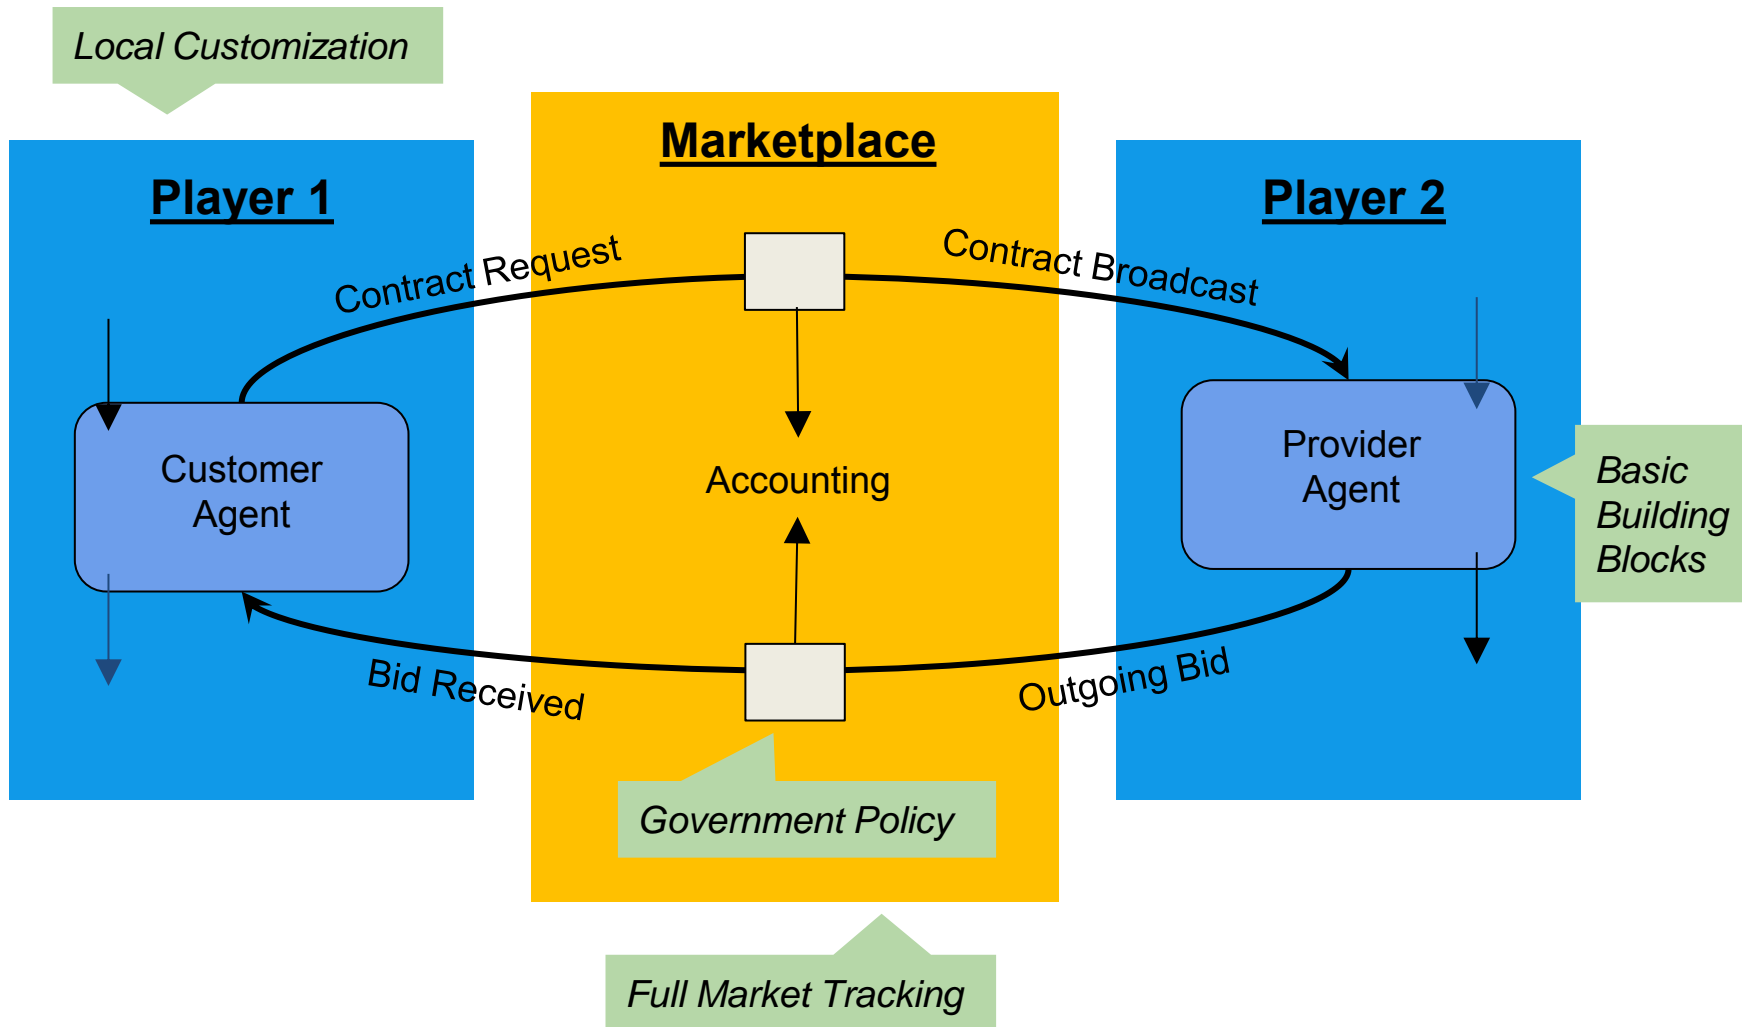 Local Customization
Marketplace
Player 1
Player 2
Contract Request
Contract Broadcast
Customer
Agent
Accounting
Provider
Agent
Basic
Building
Blocks
Bid Received
Outgoing Bid
Government Policy
Full Market Tracking